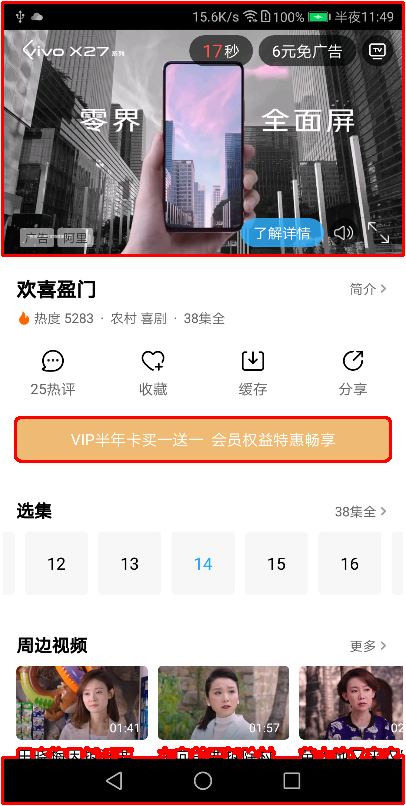 15.6K/s 100% 半夜11:49
vivo X27 系列
17秒
6元免广告
TV
零界 全面屏
广告 - 阿里
了解详情
欢喜盈门
简介
热度 5283 · 农村 喜剧 · 38集全
25热评
收藏
缓存
分享
VIP半年卡买一送一 会员权益特惠畅享
选集
38集全
12
13
14
15
16
周边视频
更多
01:41
01:57